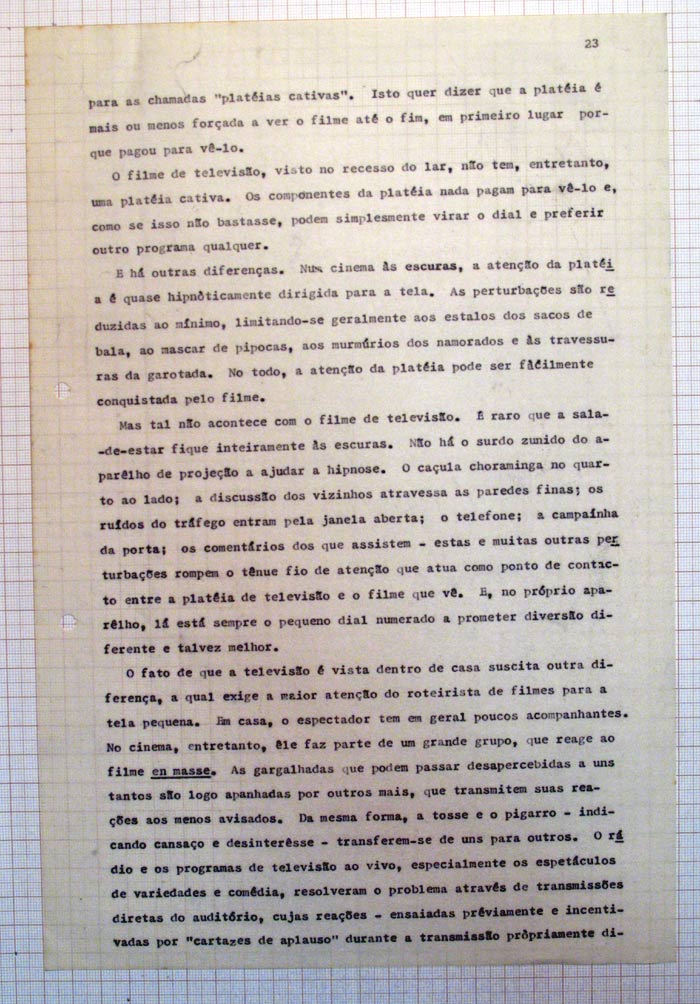 23
para as chamadas "platéias cativas". Isto quer dizer que a platéia é
mais ou menos forçada a ver o filme até o fim, em primeiro lugar por-
que pagou para vê-lo.
O filme de televisão, visto no recesso do lar, não tem, entretanto,
uma platéia cativa. Os componentes da platéia nada pagam para vê-lo e,
como se isso não bastasse, podem simplesmente virar o dial e preferir
outro programa qualquer.
E há outras diferenças. Num cinema às escuras, a atenção da platéi
a é quase hipnòticamente dirigida para a tela. As perturbações são re
duzidas ao mínimo, limitando-se geralmente aos estalos dos sacos de
bala, ao mascar de pipocas, aos murmúrios dos namorados e às travessu-
ras da garotada. No todo, a atenção da platéia pode ser fàcilmente
conquistada pelo filme.
Mas tal não acontece com o filme de televisão. É raro que a sala-
-de-estar fique inteiramente às escuras. Não há o surdo zunido do a-
parêlho de projeção a ajudar a hipnose. O caçula choraminga no quar-
to ao lado; a discussão dos vizinhos atravessa as paredes finas; os
ruídos do tráfego entram pela janela aberta; o telefone; a campaínha
da porta; os comentários dos que assistem - estas e muitas outras per
turbações rompem o tênue fio de atenção que atua como ponto de contac-
to entre a platéia de televisão e o filme que vê. E, no próprio apa-
rêlho, lá está sempre o pequeno dial numerado a prometer diversão di-
ferente e talvez melhor.
O fato de que a televisão é vista dentro de casa suscita outra di-
ferença, a qual exige a maior atenção do roteirista de filmes para a
tela pequena. Em casa, o espectador tem em geral poucos acompanhantes.
No cinema, entretanto, êle faz parte de um grande grupo, que reage ao
filme en masse. As gargalhadas que podem passar desapercebidas a uns
tantos são logo apanhadas por outros mais, que transmitem suas rea-
ções aos menos avisados. Da mesma forma, a tosse e o pigarro - indi-
cando cansaço e desinterêsse - transferem-se de uns para outros. O rá
dio e os programas de televisão ao vivo, especialmente os espetáculos
de variedades e comédia, resolveram o problema através de transmissões
diretas do auditório, cujas reações - ensaiadas prèviamente e incenti-
vadas por "cartazes de aplauso" durante a transmissão pròpriamente di-